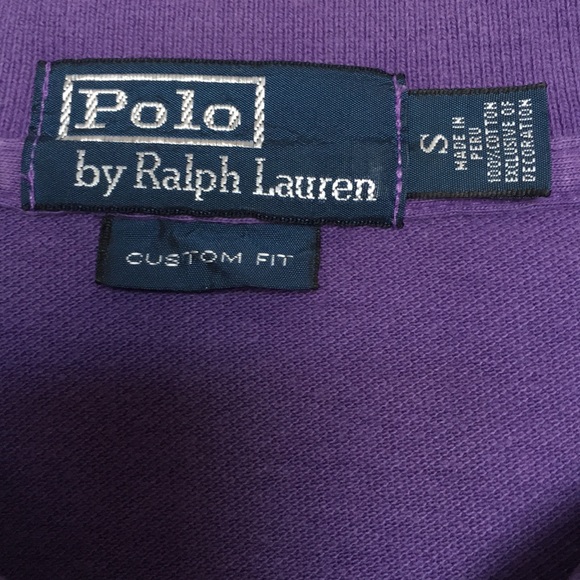 Polo
by Ralph Lauren
CUSTOM FIT
S
MADE IN
PERU
100% COTTON
EXCLUSIVE OF
DECORATION